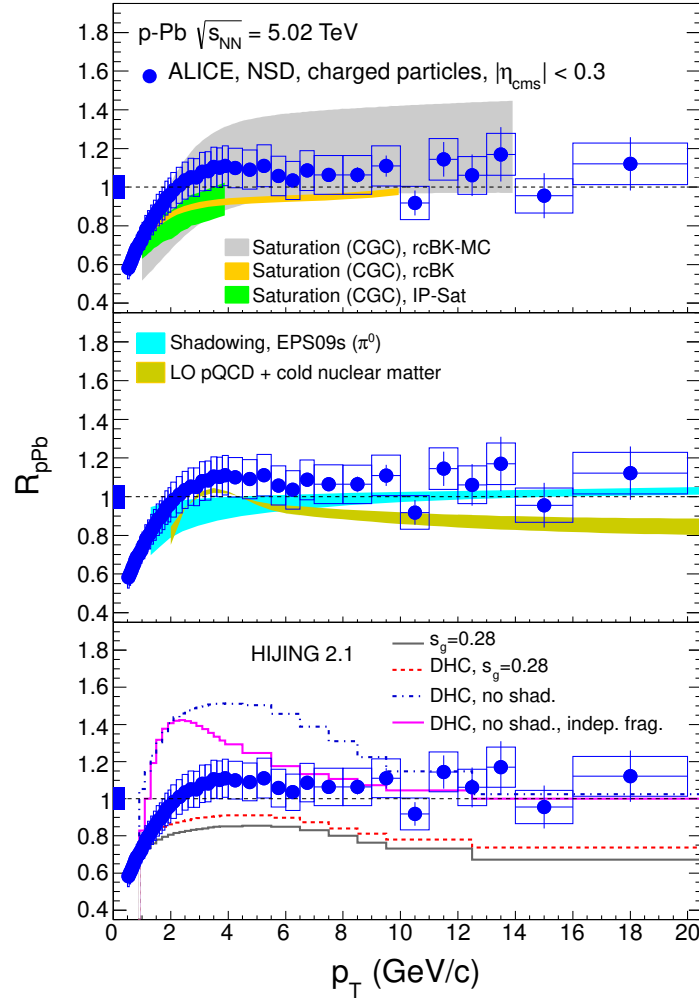 p-Pb √s_NN = 5.02 TeV
ALICE, NSD, charged particles, |η_cms| < 0.3
1.8
1.6
1.4
1.2
1
0.8
0.6
0.4
Saturation (CGC), rcBK-MC
Saturation (CGC), rcBK
Saturation (CGC), IP-Sat
Shadowing, EPS09s (π⁰)
LO pQCD + cold nuclear matter
1.8
1.6
1.4
1.2
1
0.8
0.6
0.4
R_pPb
HIJING 2.1
s_g=0.28
DHC, s_g=0.28
DHC, no shad.
DHC, no shad., indep. frag.
1.8
1.6
1.4
1.2
1
0.8
0.6
0.4
0 2 4 6 8 10 12 14 16 18 20
p_T (GeV/c)